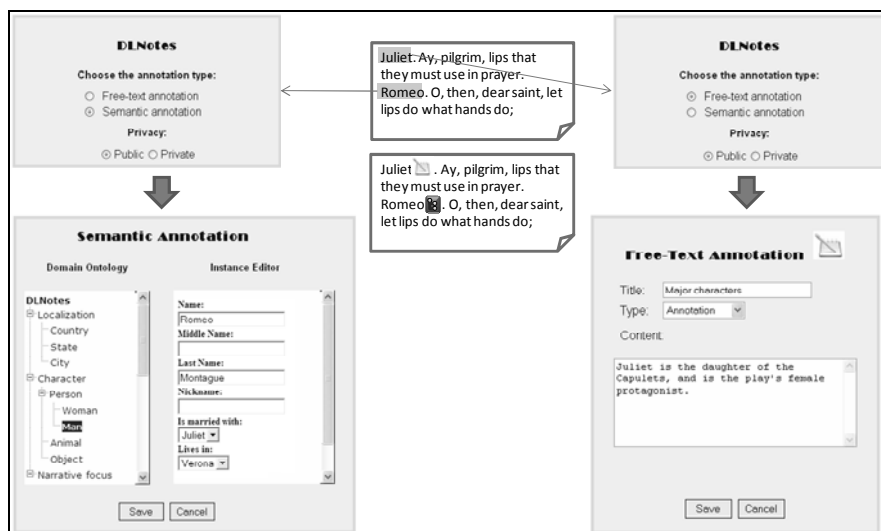 DLNotes
Choose the annotation type:
Free-text annotation
Semantic annotation
Privacy:
Public Private
Juliet. Ay, pilgrim, lips that
they must use in prayer.
Romeo. O, then, dear saint, let
lips do what hands do;
DLNotes
Choose the annotation type:
Free-text annotation
Semantic annotation
Privacy:
Public Private
Juliet . Ay, pilgrim, lips that
they must use in prayer.
Romeo . O, then, dear saint,
let lips do what hands do;
Semantic Annotation
Domain Ontology
Instance Editor
DLNotes
Localization
Country
State
City
Character
Person
Woman
Man
Animal
Object
Narrative focus
Name:
Romeo
Middle Name:
Last Name:
Montague
Nickname:
Is married with:
Juliet
Lives in:
Verona
Save Cancel
Free-Text Annotation
Title: Major characters
Type: Annotation
Content:
Juliet is the daughter of the
Capulets, and is the play's female
protagonist.
Save Cancel